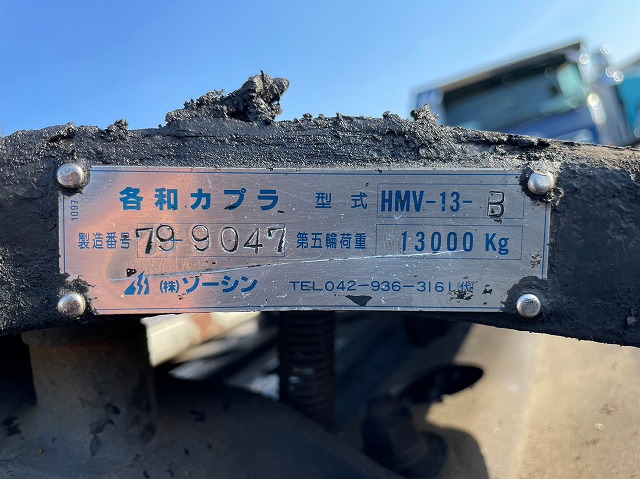 各和カプラ 型式 HMV-13-B
製造番号 79-9047 第五輪荷重 13000 Kg
(株)ゾーシン TEL042-936-3161(代)
1097